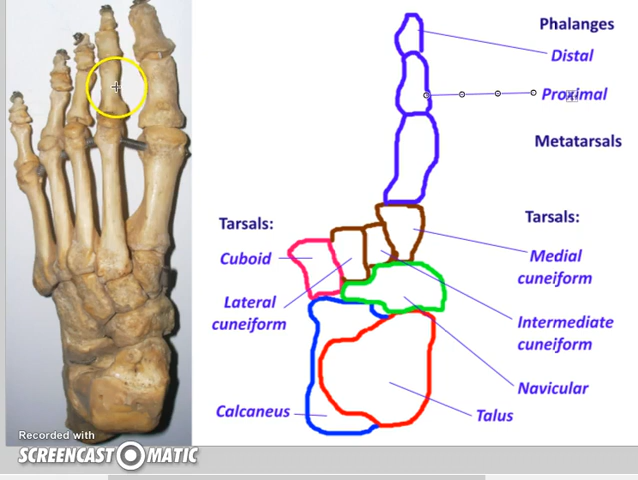 Phalanges
Distal
Proximal
Metatarsals
Tarsals:
Cuboid
Lateral
cuneiform
Calcaneus
Tarsals:
Medial
cuneiform
Intermediate
cuneiform
Navicular
Talus
Recorded with
SCREENCAST MATIC